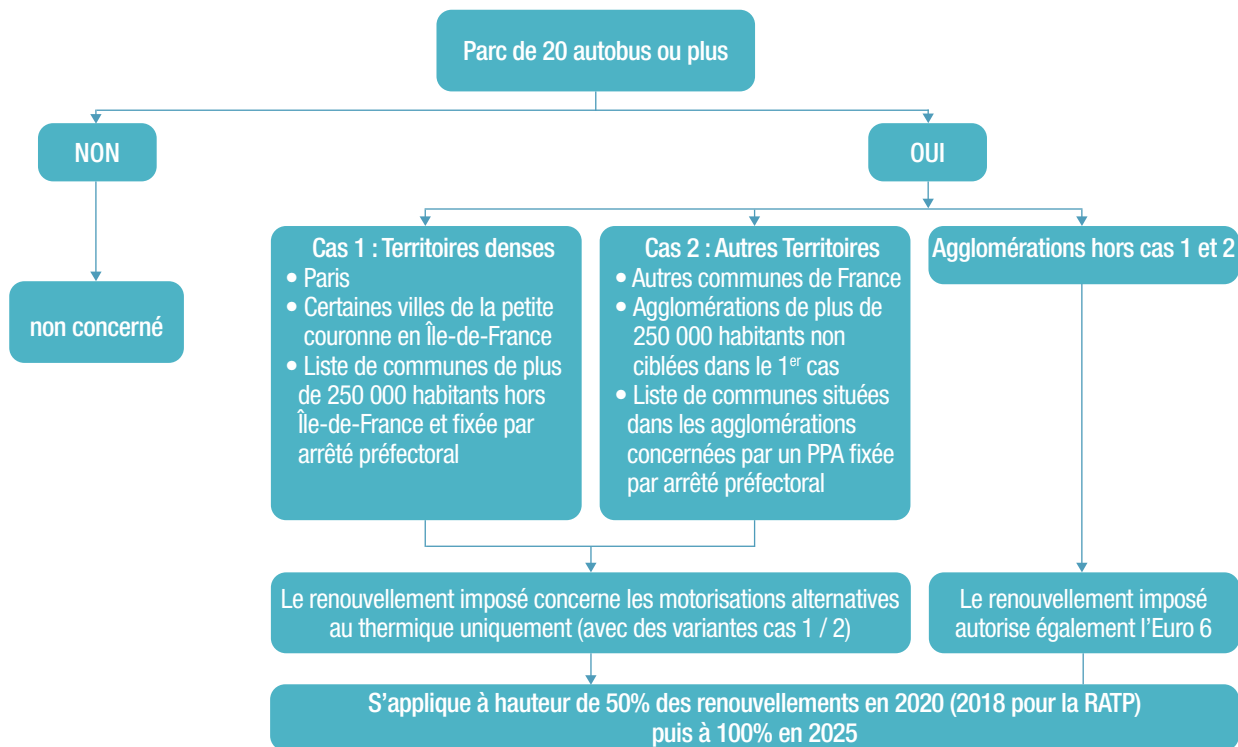 Parc de 20 autobus ou plus
NON
OUI
non concerné
Cas 1 : Territoires denses
• Paris
• Certaines villes de la petite
couronne en Île-de-France
• Liste de communes de plus
de 250 000 habitants hors
Île-de-France et fixée par
arrêté préfectoral
Cas 2 : Autres Territoires
• Autres communes de France
• Agglomérations de plus de
250 000 habitants non
ciblées dans le 1er cas
• Liste de communes situées
dans les agglomérations
concernées par un PPA fixée
par arrêté préfectoral
Agglomérations hors cas 1 et 2
Le renouvellement imposé concerne les motorisations alternatives
au thermique uniquement (avec des variantes cas 1 / 2)
Le renouvellement imposé
autorise également l’Euro 6
S’applique à hauteur de 50% des renouvellements en 2020 (2018 pour la RATP)
puis à 100% en 2025